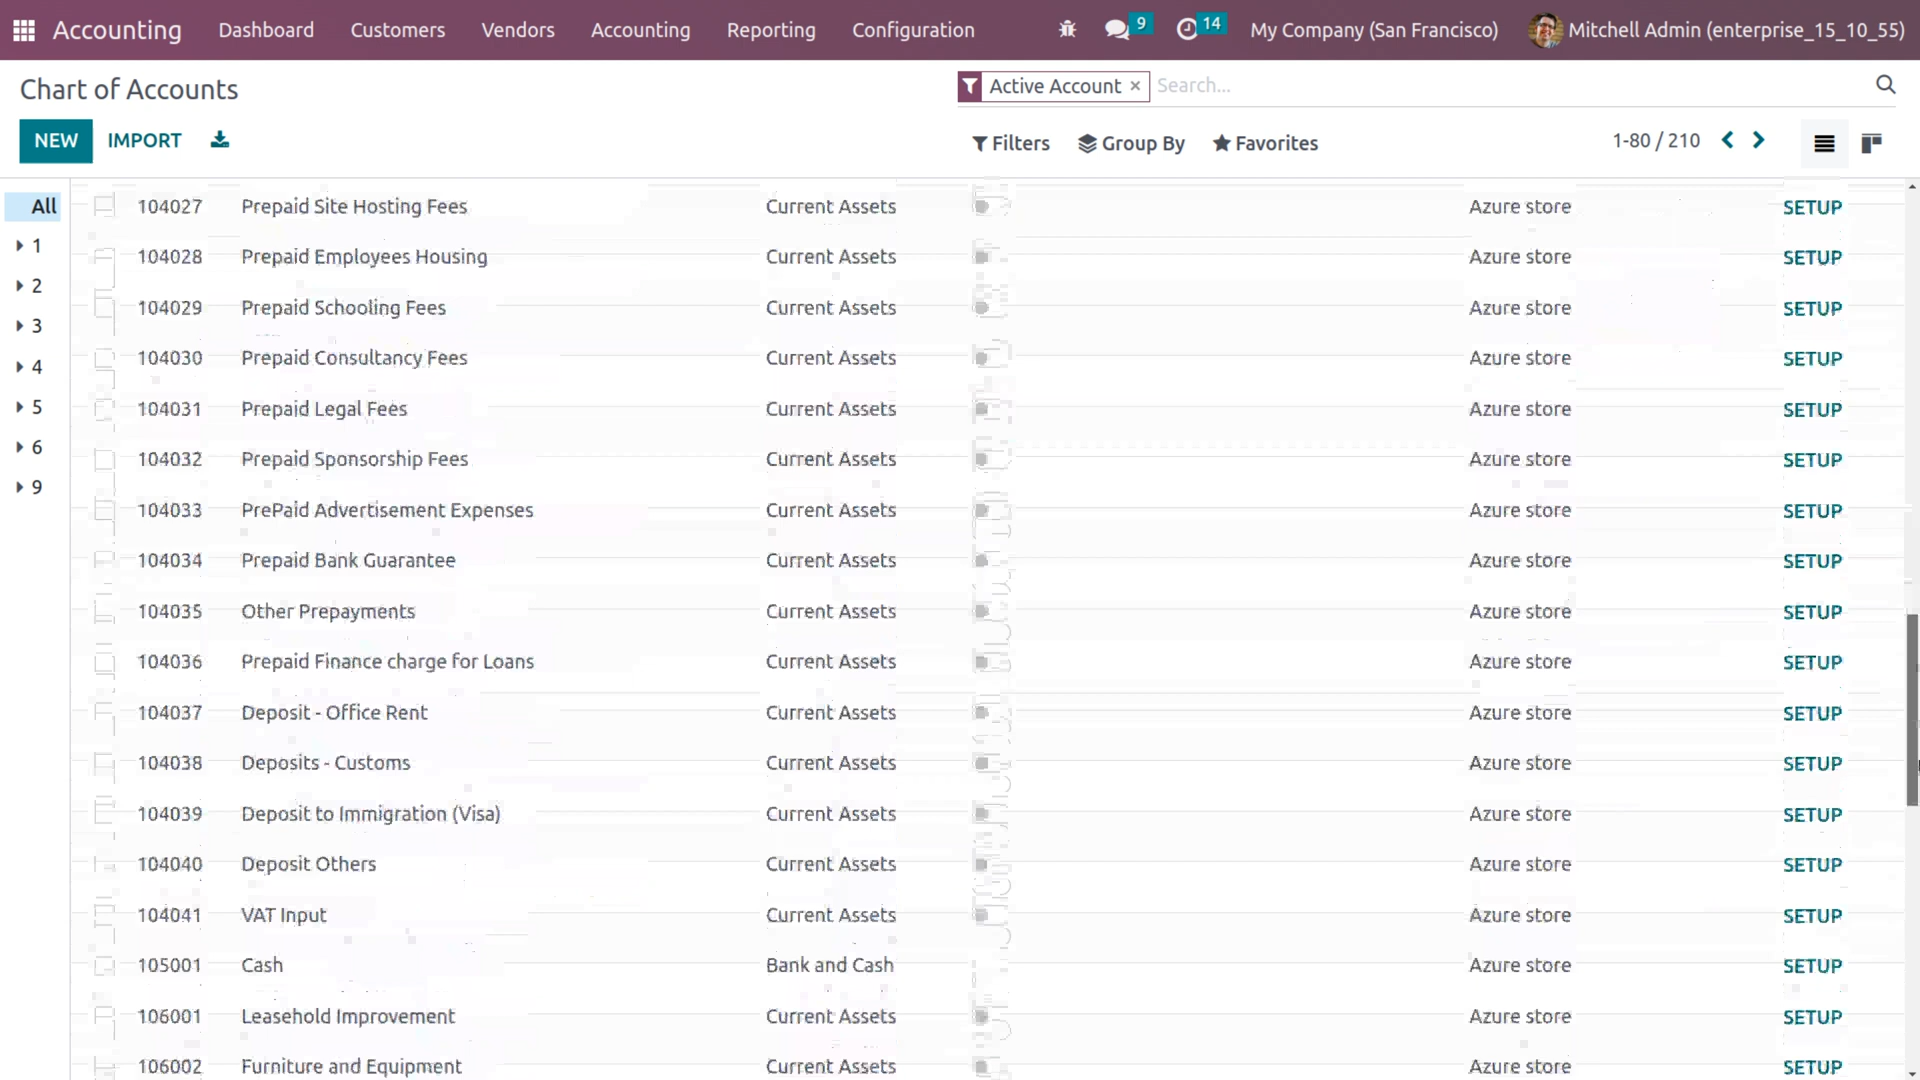 Accounting Dashboard Customers Vendors Accounting Reporting Configuration 9 14 My Company (San Francisco) Mitchell Admin (enterprise_15_10_55)
Chart of Accounts Active Account × Search...
NEW IMPORT Filters Group By Favorites 1-80 / 210
All
1
2
3
4
5
6
9
104027 Prepaid Site Hosting Fees Current Assets Azure store SETUP
104028 Prepaid Employees Housing Current Assets Azure store SETUP
104029 Prepaid Schooling Fees Current Assets Azure store SETUP
104030 Prepaid Consultancy Fees Current Assets Azure store SETUP
104031 Prepaid Legal Fees Current Assets Azure store SETUP
104032 Prepaid Sponsorship Fees Current Assets Azure store SETUP
104033 PrePaid Advertisement Expenses Current Assets Azure store SETUP
104034 Prepaid Bank Guarantee Current Assets Azure store SETUP
104035 Other Prepayments Current Assets Azure store SETUP
104036 Prepaid Finance charge for Loans Current Assets Azure store SETUP
104037 Deposit - Office Rent Current Assets Azure store SETUP
104038 Deposits - Customs Current Assets Azure store SETUP
104039 Deposit to Immigration (Visa) Current Assets Azure store SETUP
104040 Deposit Others Current Assets Azure store SETUP
104041 VAT Input Current Assets Azure store SETUP
105001 Cash Bank and Cash Azure store SETUP
106001 Leasehold Improvement Current Assets Azure store SETUP
106002 Furniture and Equipment Current Assets Azure store SETUP